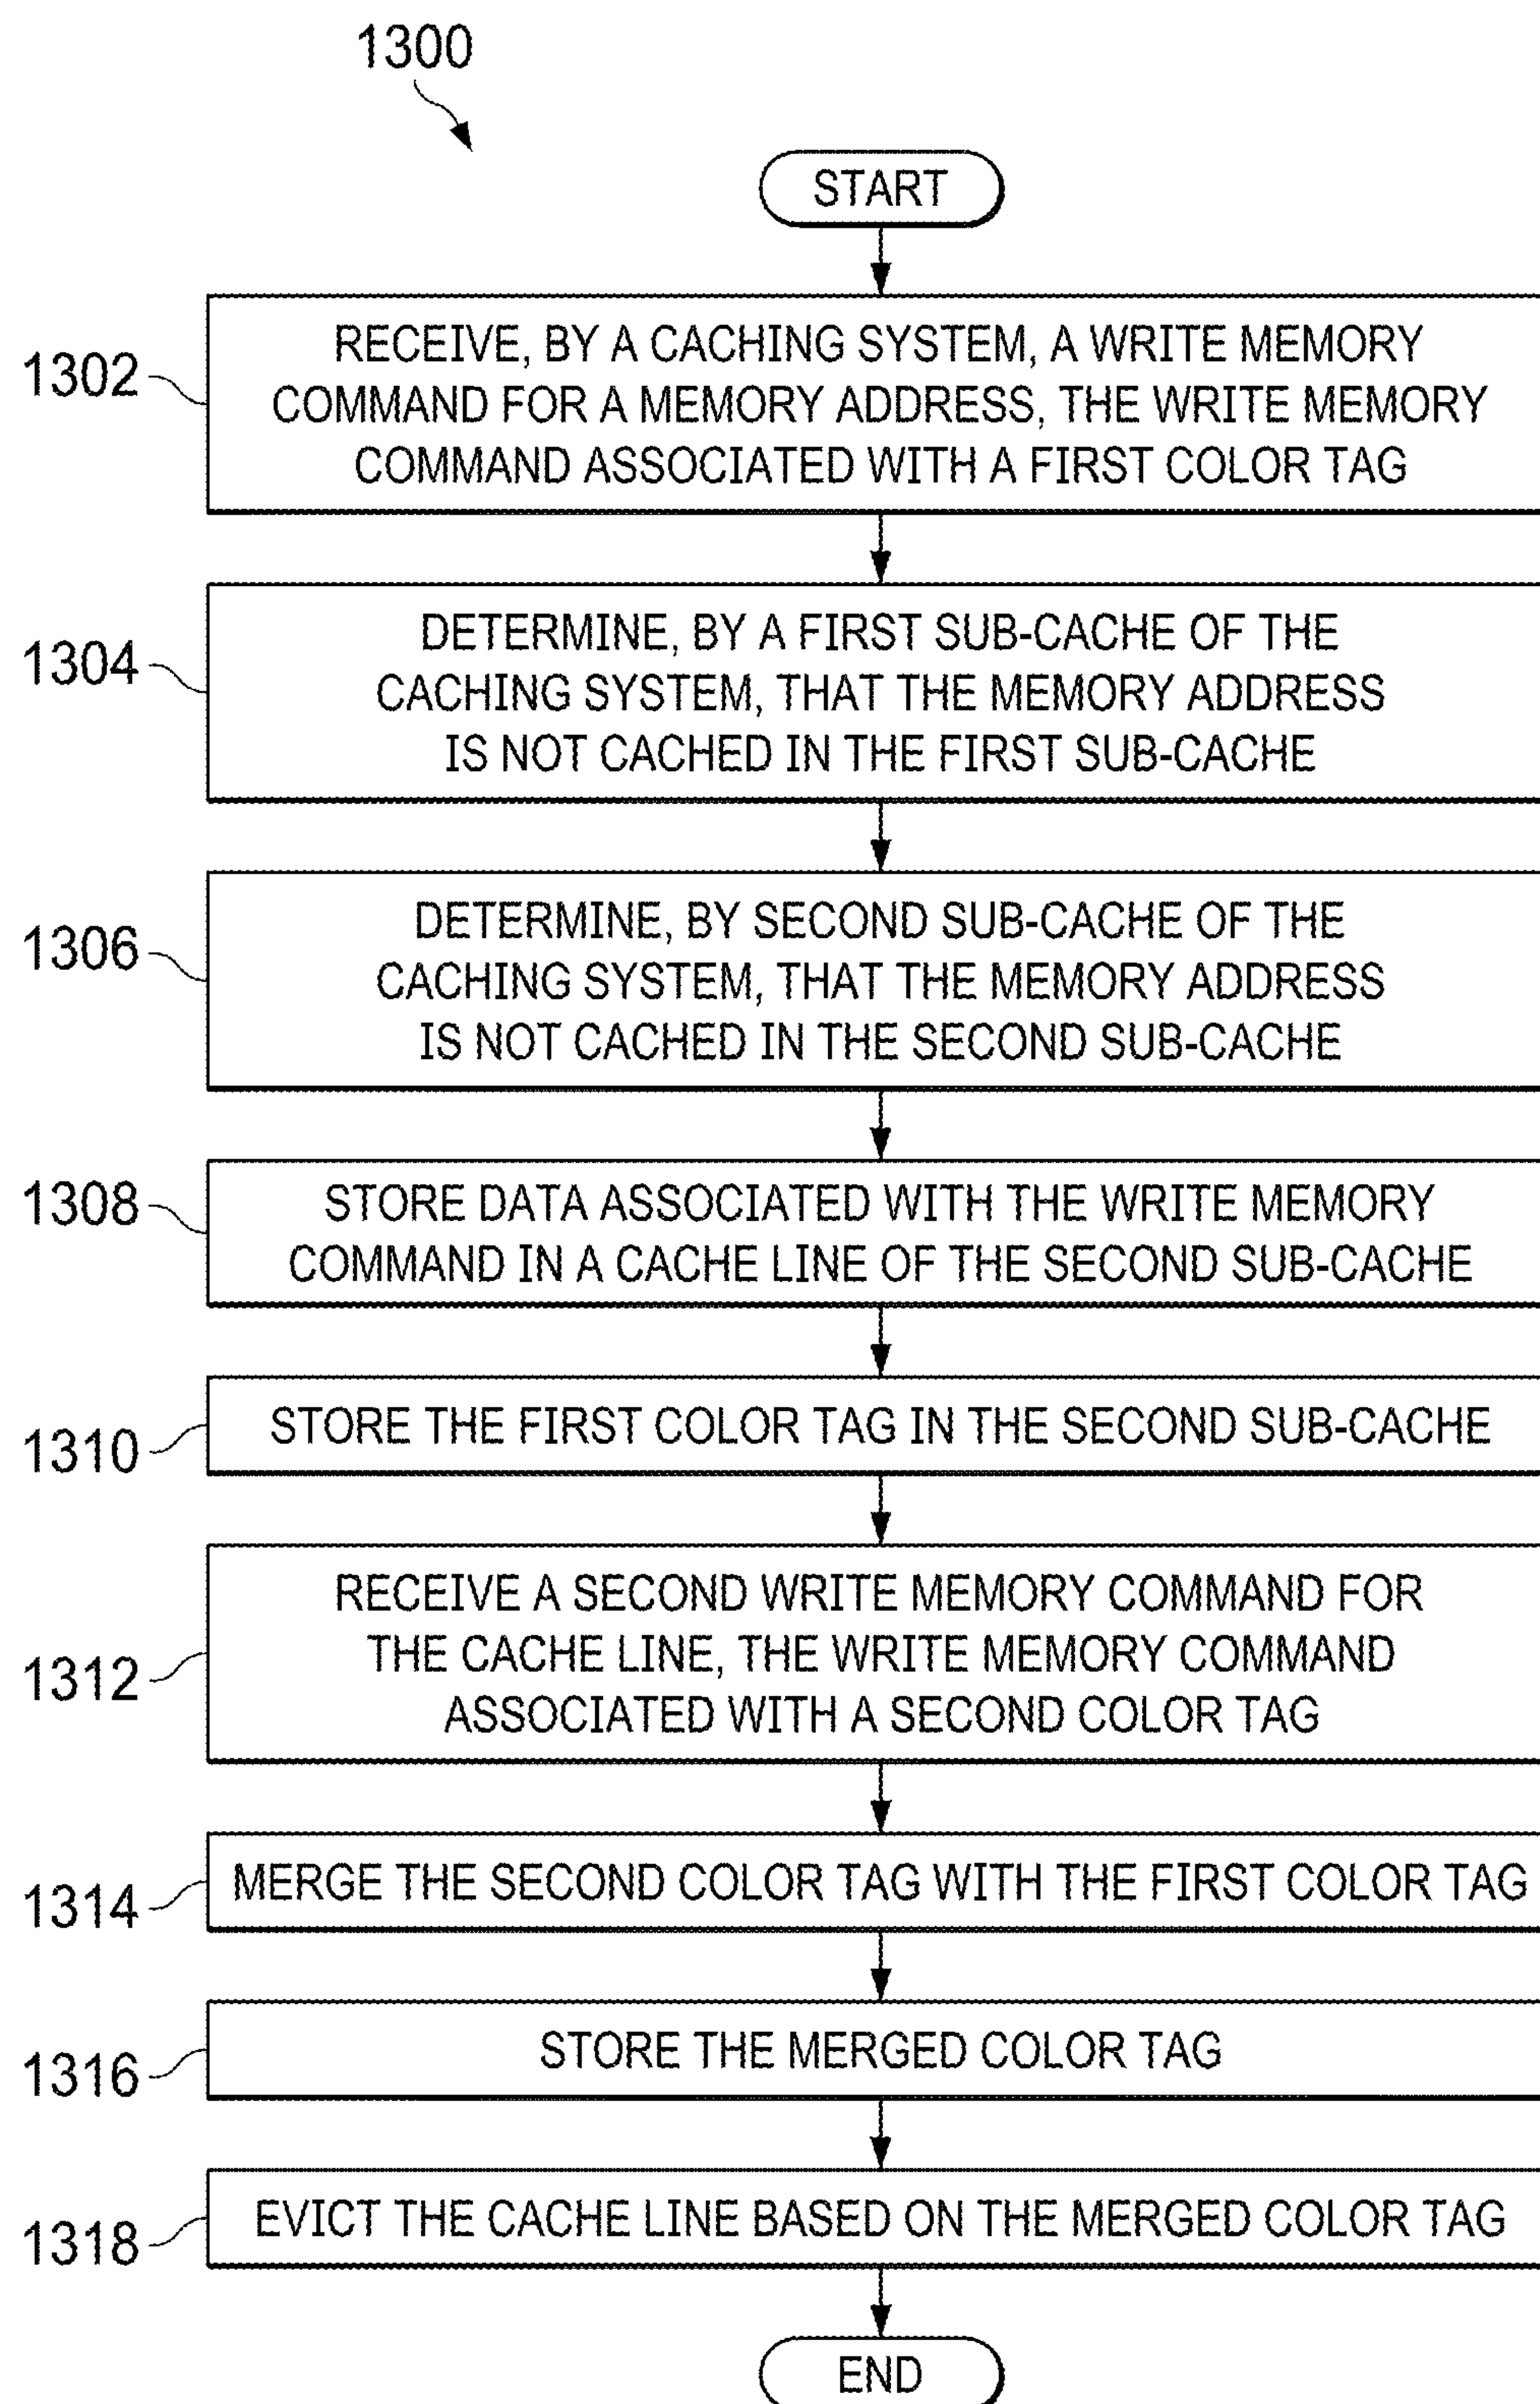 1300
START
1302
RECEIVE, BY A CACHING SYSTEM, A WRITE MEMORY
COMMAND FOR A MEMORY ADDRESS, THE WRITE MEMORY
COMMAND ASSOCIATED WITH A FIRST COLOR TAG
1304
DETERMINE, BY A FIRST SUB-CACHE OF THE
CACHING SYSTEM, THAT THE MEMORY ADDRESS
IS NOT CACHED IN THE FIRST SUB-CACHE
1306
DETERMINE, BY SECOND SUB-CACHE OF THE
CACHING SYSTEM, THAT THE MEMORY ADDRESS
IS NOT CACHED IN THE SECOND SUB-CACHE
1308
STORE DATA ASSOCIATED WITH THE WRITE MEMORY
COMMAND IN A CACHE LINE OF THE SECOND SUB-CACHE
1310
STORE THE FIRST COLOR TAG IN THE SECOND SUB-CACHE
1312
RECEIVE A SECOND WRITE MEMORY COMMAND FOR
THE CACHE LINE, THE WRITE MEMORY COMMAND
ASSOCIATED WITH A SECOND COLOR TAG
1314
MERGE THE SECOND COLOR TAG WITH THE FIRST COLOR TAG
1316
STORE THE MERGED COLOR TAG
1318
EVICT THE CACHE LINE BASED ON THE MERGED COLOR TAG
END